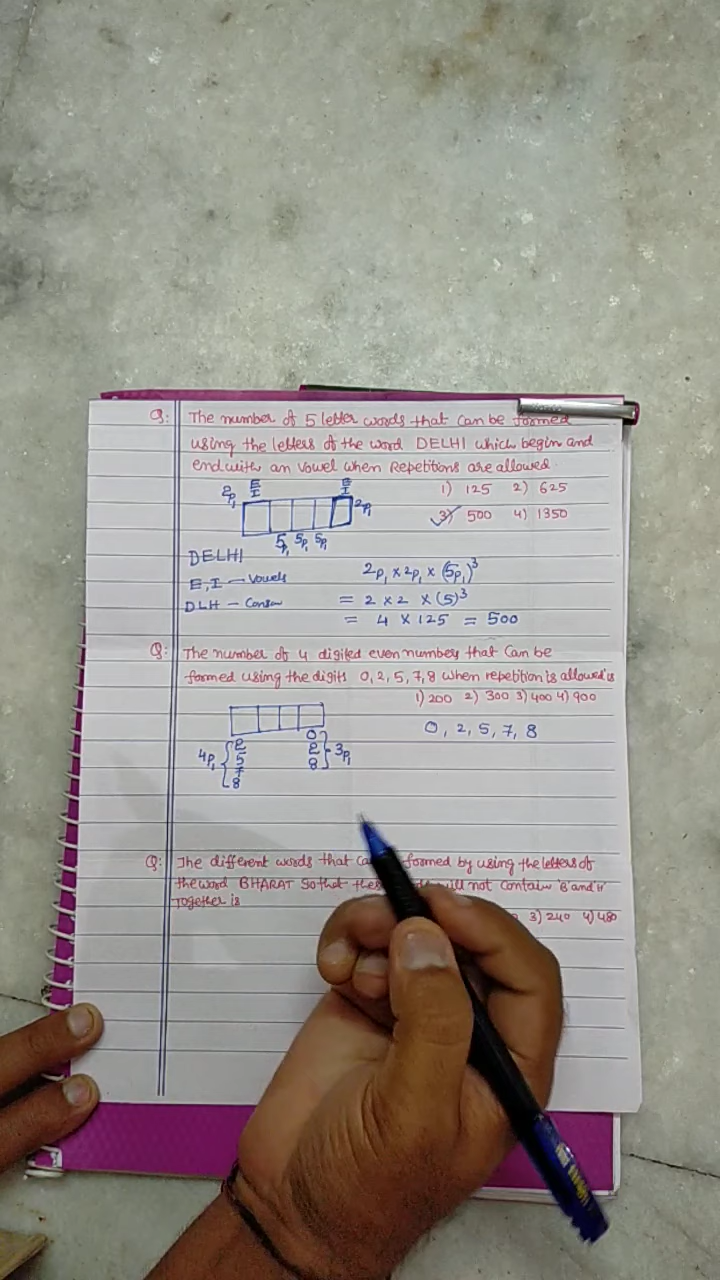 Q: The number of 5 letter words that can be formed
using the letters of the word DELHI which begin and
end with an vowel when Repetitions are allowed.
1) 125 2) 625
3) 500 4) 1350
E
I
E
I
2P₁
2P₁
5P₁ 5P₁ 5P₁
DELHI
E, I — Vowels
DLH —
2P₁ × 2P₁ × (5P₁)³
= 2 × 2 × (5)³
= 4 × 125 = 500
Q: The number of 4 digited even numbers that can be
formed using the digits 0, 2, 5, 7, 8 when repetition is allowed is
1) 200 2) 300 3) 400 4) 900
0, 2, 5, 7, 8
4P₁
2
5
7
8
0
2
8
3P₁
Q: The different words that formed by using the letters of
the word BHARAT so that will not contain 'B' and 'H'
Together is
3) 240 4) 480